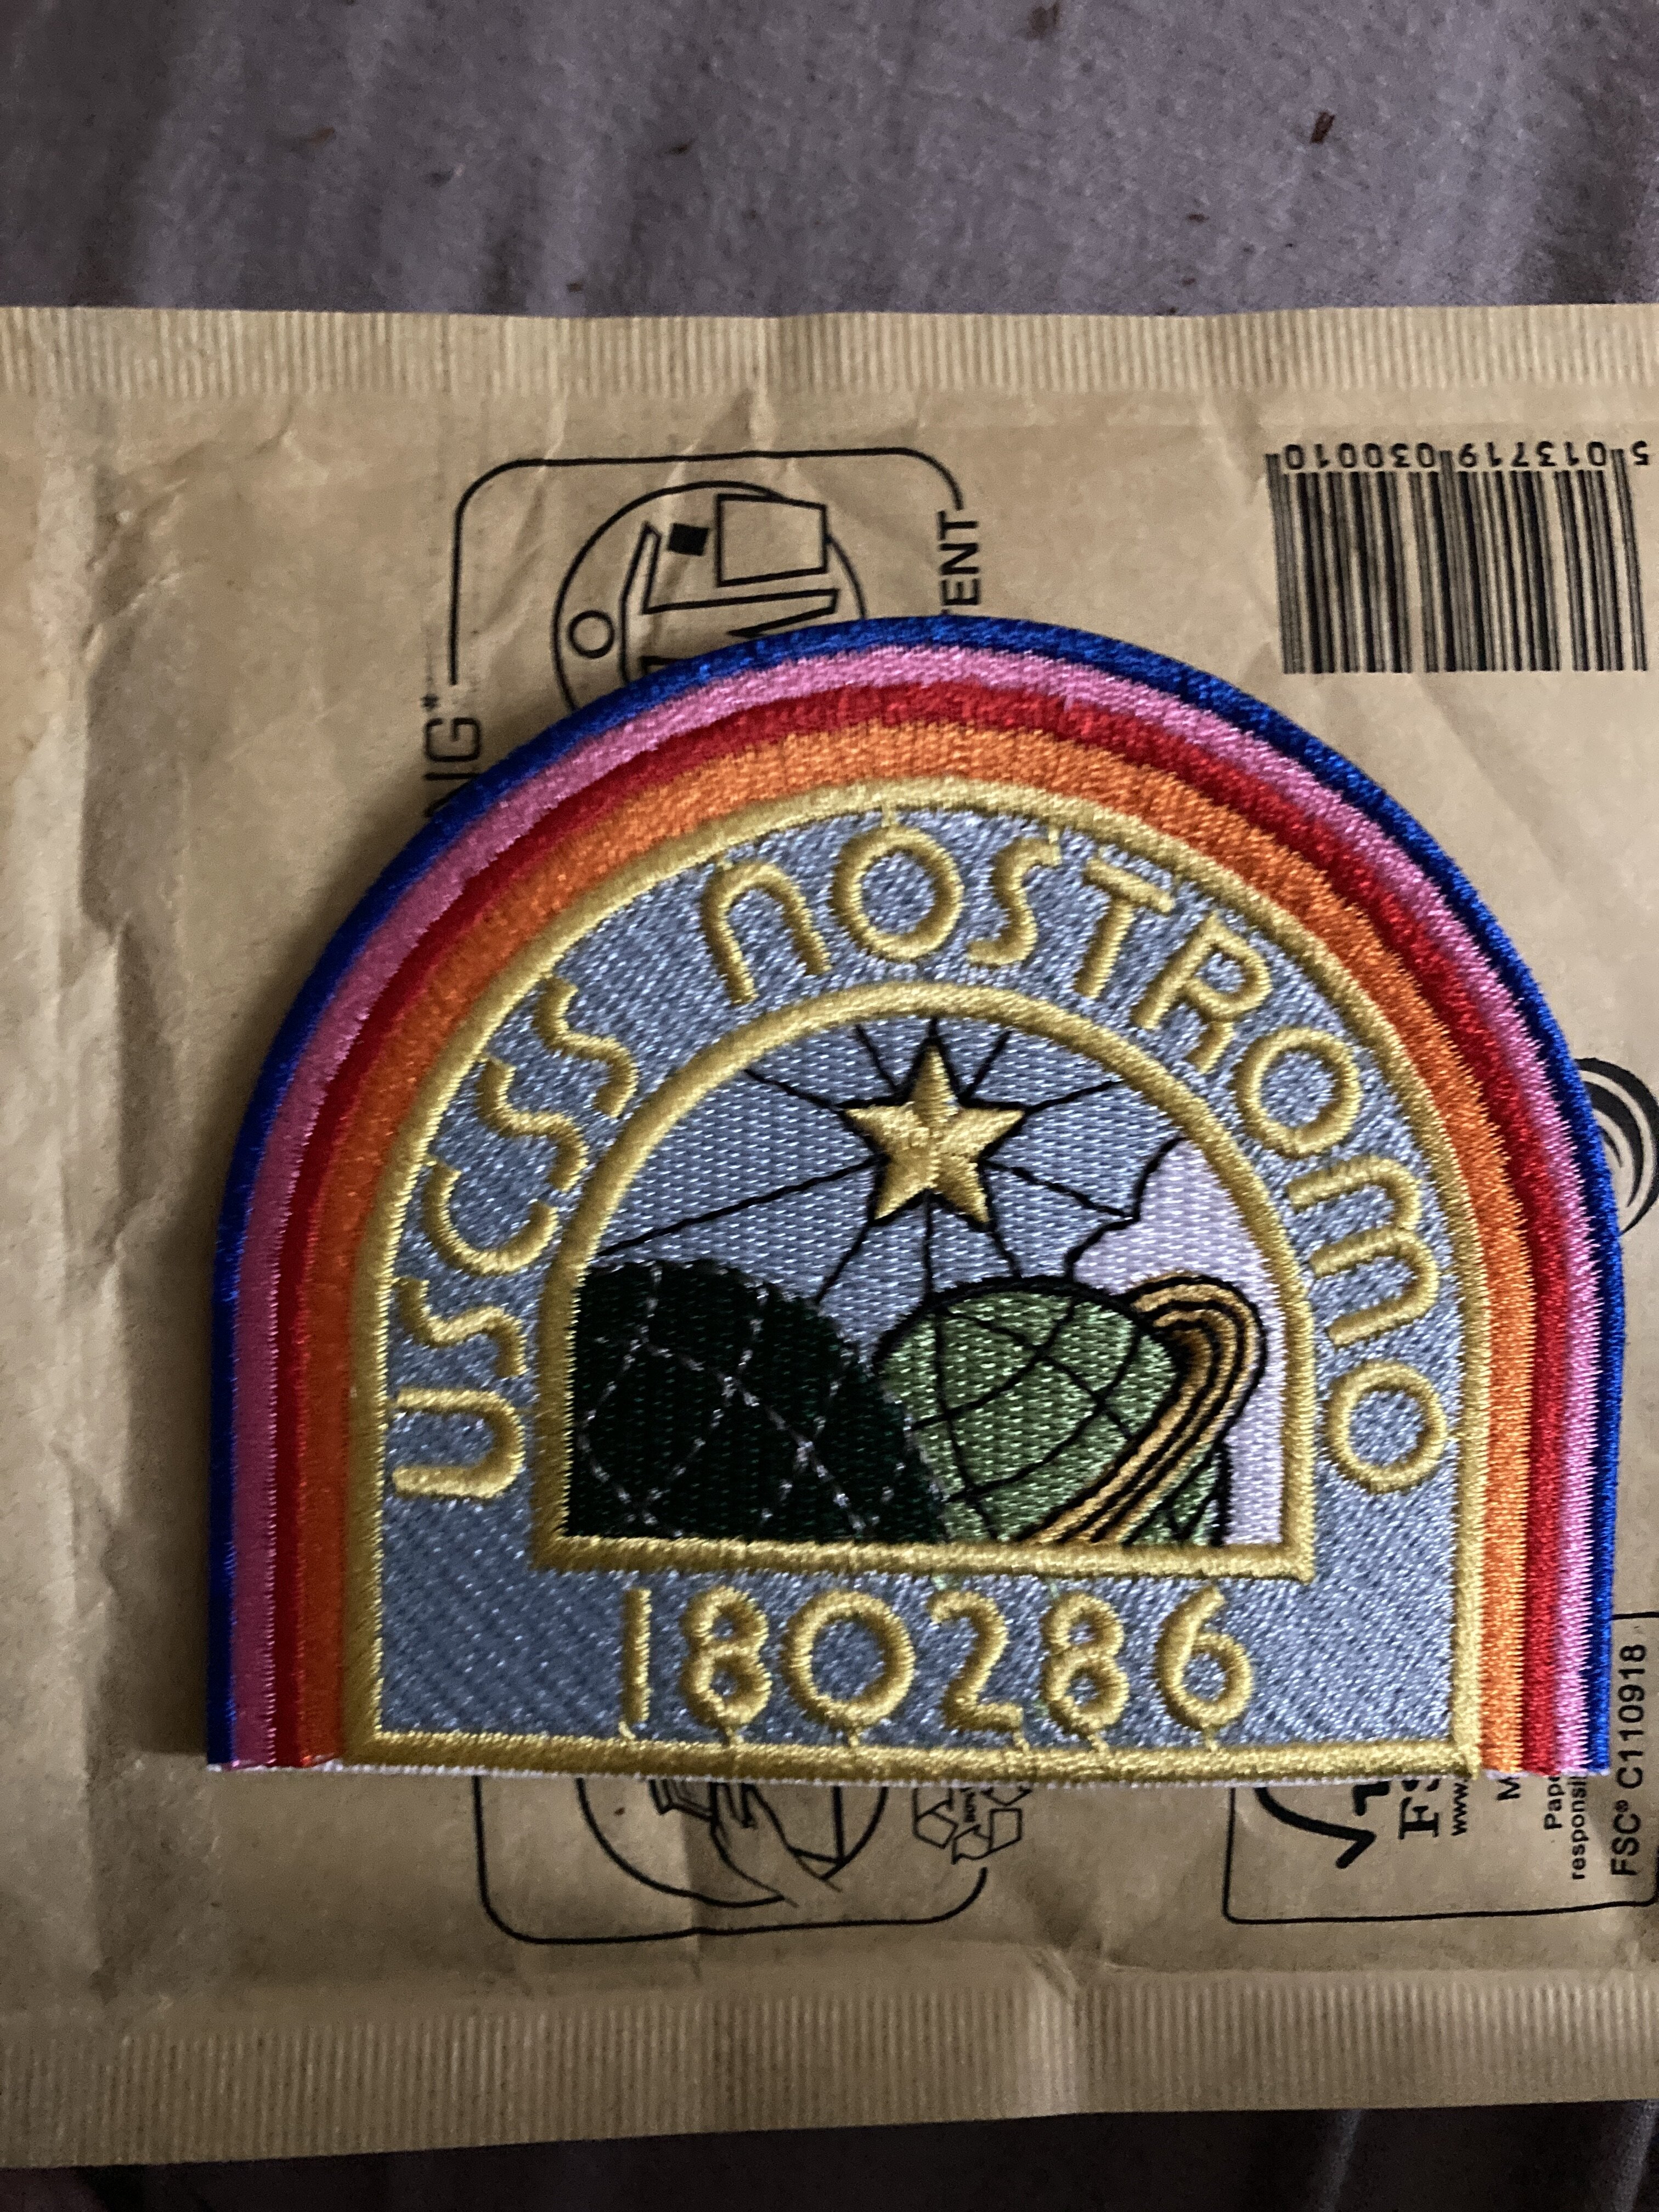 5 013719 030010
USCSS NOSTROMO
180286
FSC® C110918